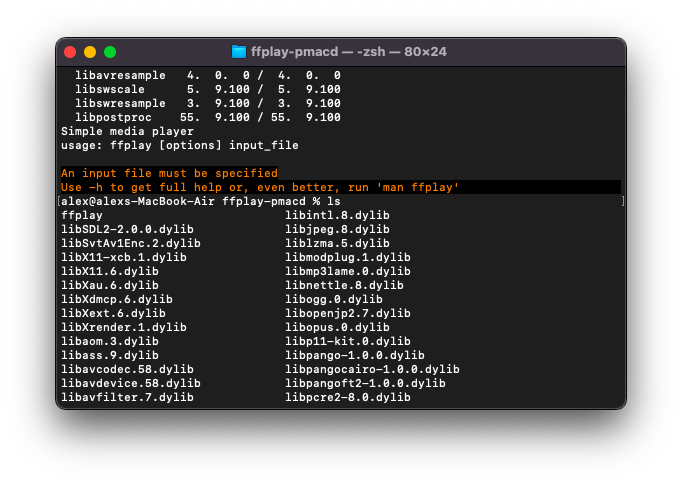 ffplay-pmacd — -zsh — 80×24
libavresample   4.  0.  0 /  4.  0.  0
libswscale      5.  9.100 /  5.  9.100
libswresample   3.  9.100 /  3.  9.100
libpostproc    55.  9.100 / 55.  9.100
Simple media player
usage: ffplay [options] input_file
An input file must be specified
Use -h to get full help or, even better, run 'man ffplay'
[alex@alexs-MacBook-Air ffplay-pmacd % ls ]
ffplay                          libintl.8.dylib
libSDL2-2.0.0.dylib             libjpeg.8.dylib
libSvtAv1Enc.2.dylib            liblzma.5.dylib
libX11-xcb.1.dylib              libmodplug.1.dylib
libX11.6.dylib                  libmp3lame.0.dylib
libXau.6.dylib                  libnettle.8.dylib
libXdmcp.6.dylib                libogg.0.dylib
libXext.6.dylib                 libopenjp2.7.dylib
libXrender.1.dylib              libopus.0.dylib
libaom.3.dylib                  libp11-kit.0.dylib
libass.9.dylib                  libpango-1.0.0.dylib
libavcodec.58.dylib             libpangocairo-1.0.0.dylib
libavdevice.58.dylib            libpangoft2-1.0.0.dylib
libavfilter.7.dylib             libpcre2-8.0.dylib